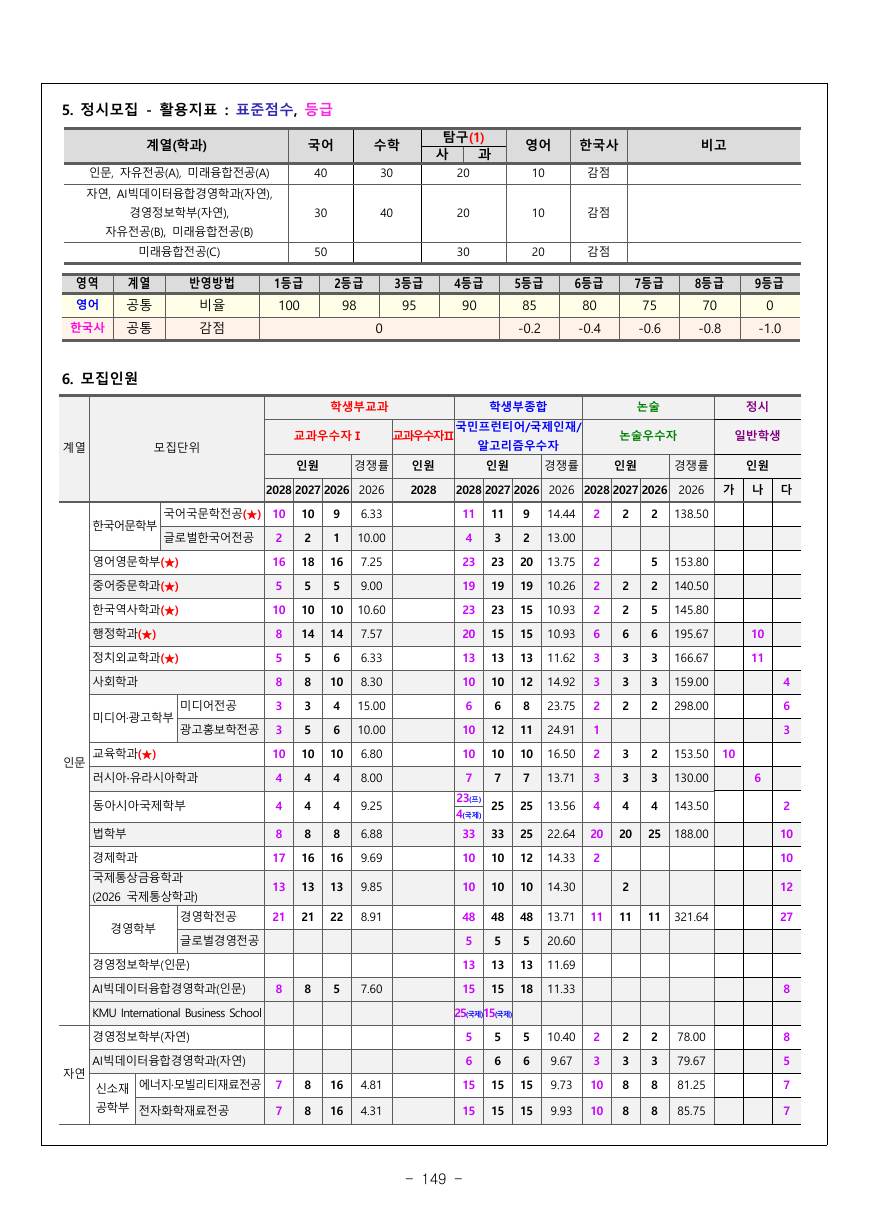 5. 정시모집 - 활용지표 : 표준점수, 등급
계열(학과) 국어 수학 탐구(1) 영어 한국사 비고
사 과
인문, 자유전공(A), 미래융합전공(A) 40 30 20 10 감점
자연, AI빅데이터융합경영학과(자연),
경영정보학부(자연), 30 40 20 10 감점
자유전공(B), 미래융합전공(B)
미래융합전공(C) 50 30 20 감점
영역 계열 반영방법 1등급 2등급 3등급 4등급 5등급 6등급 7등급 8등급 9등급
영어 공통 비율 100 98 95 90 85 80 75 70 0
한국사 공통 감점 0 -0.2 -0.4 -0.6 -0.8 -1.0
6. 모집인원
계열 모집단위 학생부교과 학생부종합 논술 정시
교과우수자Ⅰ 교과우수자Ⅱ 국민프런티어/국제인재/ 논술우수자 일반학생
알고리즘우수자
인원 경쟁률 인원 인원 경쟁률 인원 경쟁률 인원
2028 2027 2026 2026 2028 2028 2027 2026 2026 2028 2027 2026 2026 가 나 다
인문 한국어문학부 국어국문학전공(★) 10 10 9 6.33 11 11 9 14.44 2 2 2 138.50
글로벌한국어전공 2 2 1 10.00 4 3 2 13.00
영어영문학부(★) 16 18 16 7.25 23 23 20 13.75 2 5 153.80
중어중문학과(★) 5 5 5 9.00 19 19 19 10.26 2 2 2 140.50
한국역사학과(★) 10 10 10 10.60 23 23 15 10.93 2 2 5 145.80
행정학과(★) 8 14 14 7.57 20 15 15 10.93 6 6 6 195.67 10
정치외교학과(★) 5 5 6 6.33 13 13 13 11.62 3 3 3 166.67 11
사회학과 8 8 10 8.30 10 10 12 14.92 3 3 3 159.00 4
미디어·광고학부 미디어전공 3 3 4 15.00 6 6 8 23.75 2 2 2 298.00 6
광고홍보학전공 3 5 6 10.00 10 12 11 24.91 1 3
교육학과(★) 10 10 10 6.80 10 10 10 16.50 2 3 2 153.50 10
러시아·유라시아학과 4 4 4 8.00 7 7 7 13.71 3 3 3 130.00 6
동아시아국제학부 4 4 4 9.25 23(프) 4(국제) 25 25 13.56 4 4 4 143.50 2
법학부 8 8 8 6.88 33 33 25 22.64 20 20 25 188.00 10
경제학과 17 16 16 9.69 10 10 12 14.33 2 10
국제통상금융학과
(2026 국제통상학과) 13 13 13 9.85 10 10 10 14.30 2 12
경영학부 경영학전공 21 21 22 8.91 48 48 48 13.71 11 11 11 321.64 27
글로벌경영전공 5 5 5 20.60
경영정보학부(인문) 13 13 13 11.69
AI빅데이터융합경영학과(인문) 8 8 5 7.60 15 15 18 11.33 8
KMU International Business School 25(국제) 15(국제)
자연 경영정보학부(자연) 5 5 5 10.40 2 2 2 78.00 8
AI빅데이터융합경영학과(자연) 6 6 6 9.67 3 3 3 79.67 5
신소재 공학부 에너지·모빌리티재료전공 7 8 16 4.81 15 15 15 9.73 10 8 8 81.25 7
전자화학재료전공 7 8 16 4.31 15 15 15 9.93 10 8 8 85.75 7
- 149 -